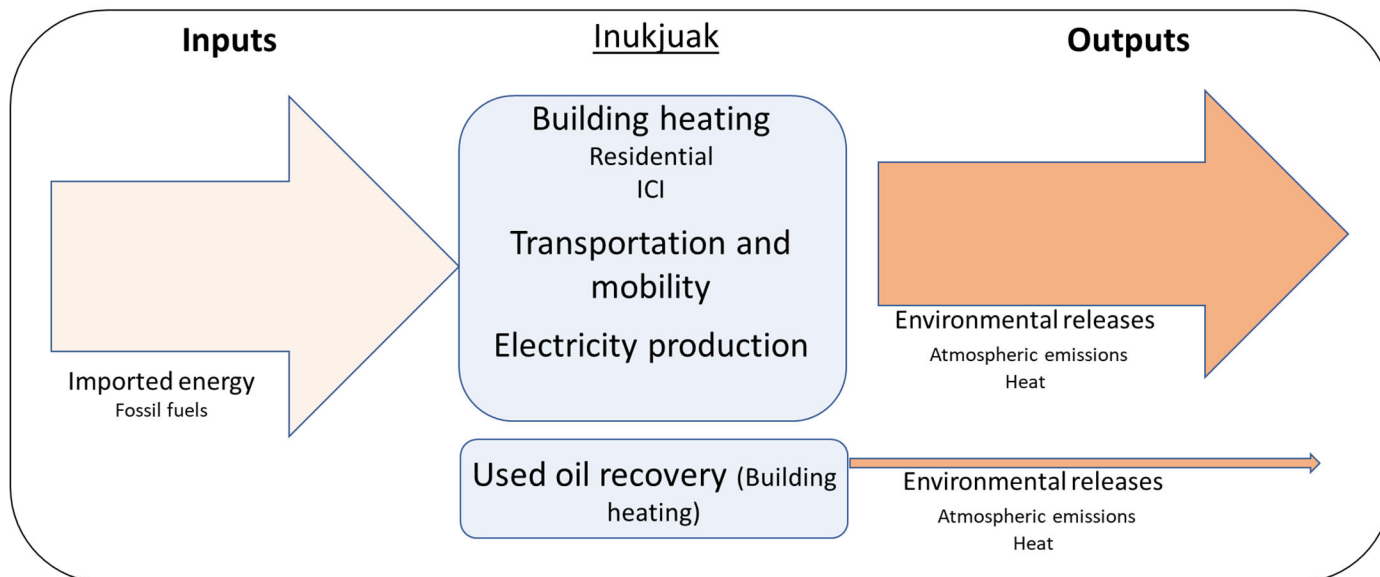 Inputs
Inukjuak
Outputs
Building heating
Residential
ICI
Transportation and
mobility
Electricity production
Imported energy
Fossil fuels
Environmental releases
Atmospheric emissions
Heat
Used oil recovery (Building
heating)
Environmental releases
Atmospheric emissions
Heat